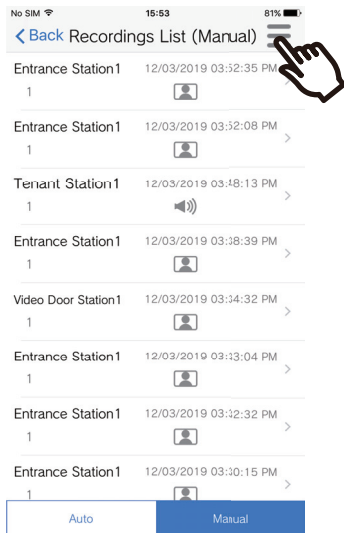 No SIM 15:53 81%
Back Recordings List (Manual)
Entrance Station1 12/03/2019 03:52:35 PM
1
Entrance Station1 12/03/2019 03:52:08 PM
1
Tenant Station1 12/03/2019 03:48:13 PM
1
Entrance Station1 12/03/2019 03:38:39 PM
1
Video Door Station1 12/03/2019 03:34:32 PM
1
Entrance Station1 12/03/2019 03:33:04 PM
1
Entrance Station1 12/03/2019 03:32:32 PM
1
Entrance Station1 12/03/2019 03:30:15 PM
1
Auto Manual